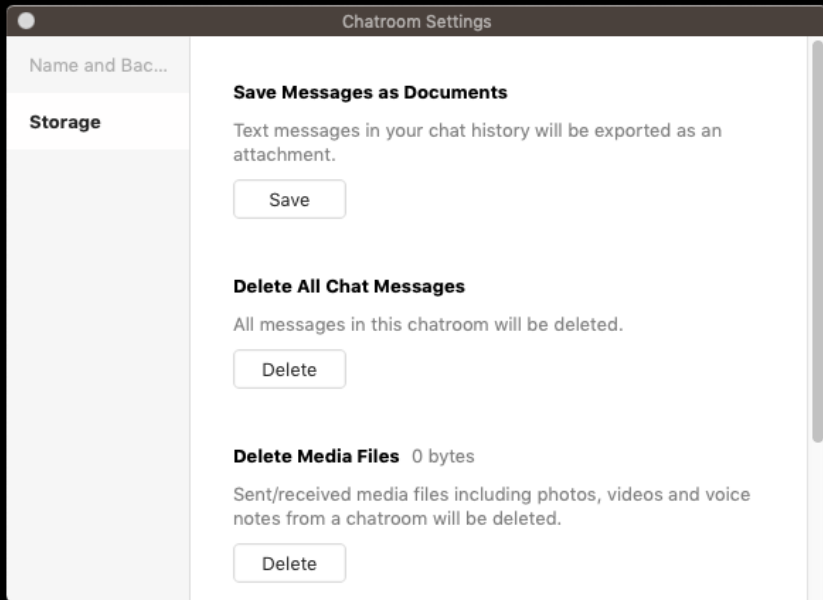 Chatroom Settings
Name and Bac...
Storage
Save Messages as Documents
Text messages in your chat history will be exported as an
attachment.
Save
Delete All Chat Messages
All messages in this chatroom will be deleted.
Delete
Delete Media Files 0 bytes
Sent/received media files including photos, videos and voice
notes from a chatroom will be deleted.
Delete